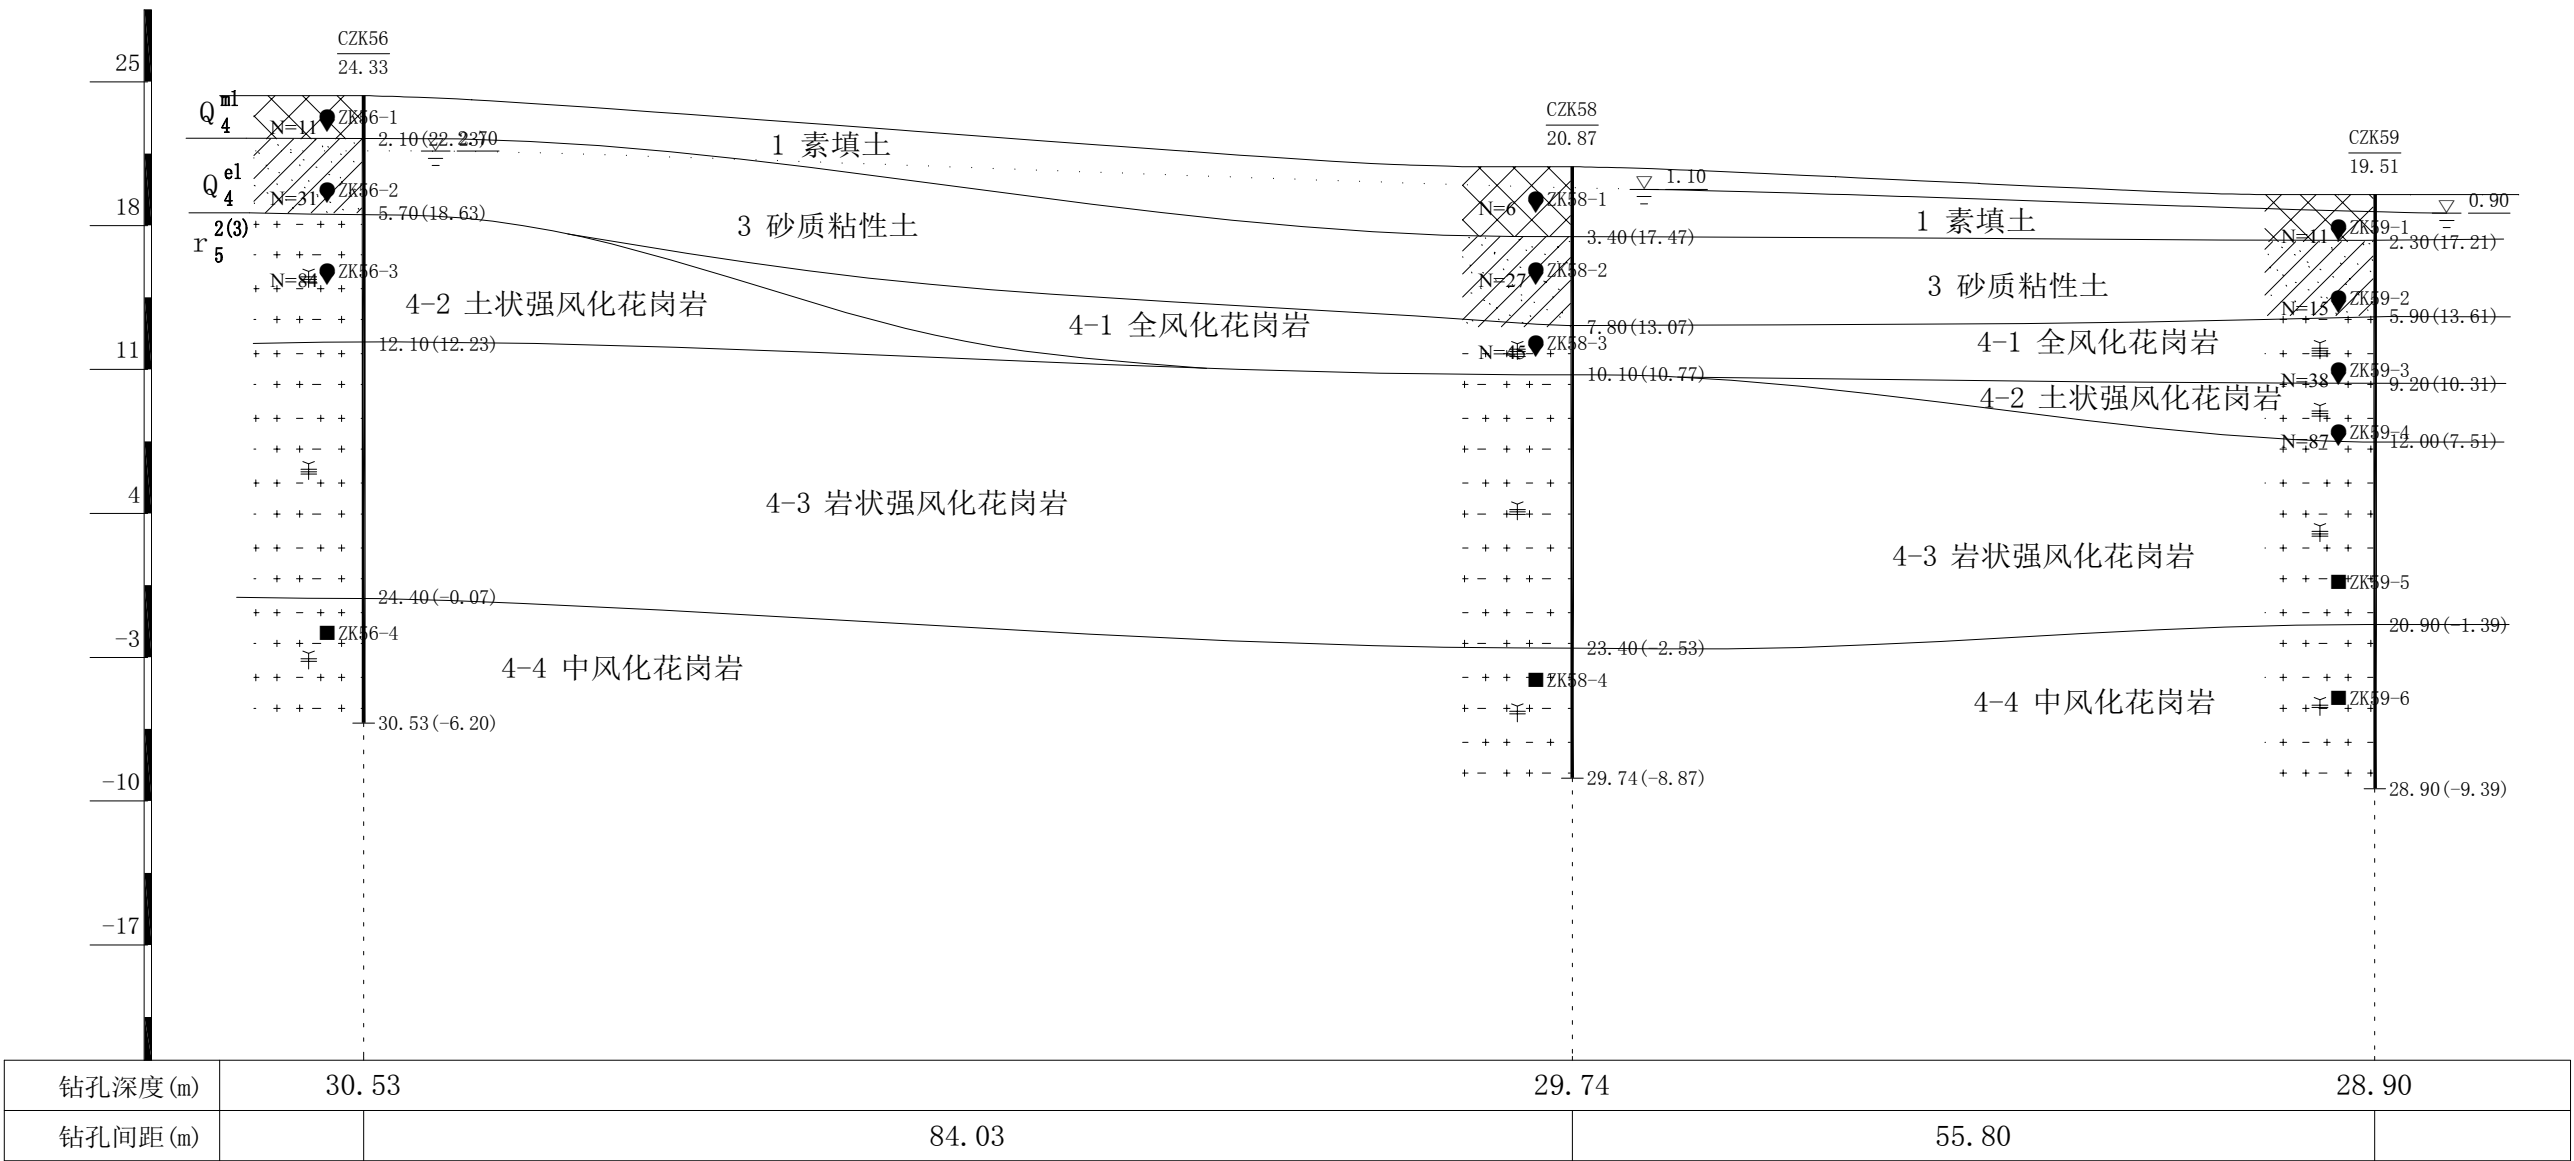 CZK56
24.33
CZK58
20.87
CZK59
19.51
25
18
11
4
-3
-10
-17
Q4ml
Q4el
r5 2(3)
N=11 ZK56-1
2.10(22.23)
2.70
N=31 ZK56-2
5.70(18.63)
N=84 ZK56-3
12.10(12.23)
24.40(-0.07)
ZK56-4
30.53(-6.20)
1 素填土
3 砂质粘性土
4-2 土状强风化花岗岩
4-1 全风化花岗岩
4-3 岩状强风化花岗岩
4-4 中风化花岗岩
1.10
N=6 ZK58-1
3.40(17.47)
N=27 ZK58-2
7.80(13.07)
N=45 ZK58-3
10.10(10.77)
23.40(-2.53)
ZK58-4
29.74(-8.87)
1 素填土
3 砂质粘性土
4-1 全风化花岗岩
4-2 土状强风化花岗岩
4-3 岩状强风化花岗岩
4-4 中风化花岗岩
0.90
N=11 ZK59-1
2.30(17.21)
N=15 ZK59-2
5.90(13.61)
N=38 ZK59-3
9.20(10.31)
N=87 ZK59-4
12.00(7.51)
ZK59-5
20.90(-1.39)
ZK59-6
28.90(-9.39)
钻孔深度(m) 30.53 29.74 28.90
钻孔间距(m) 84.03 55.80